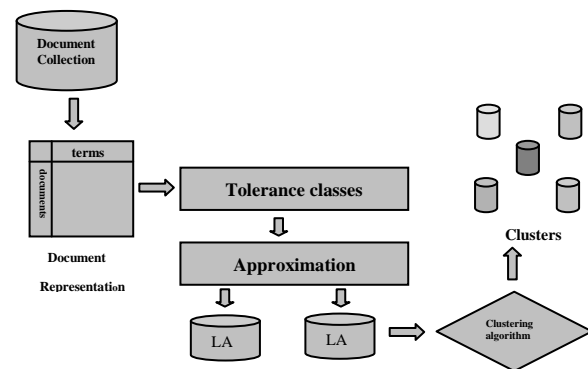 Document
Collection
terms
documents
Document
Representation
Tolerance classes
Approximation
LA
LA
Clustering
algorithm
Clusters